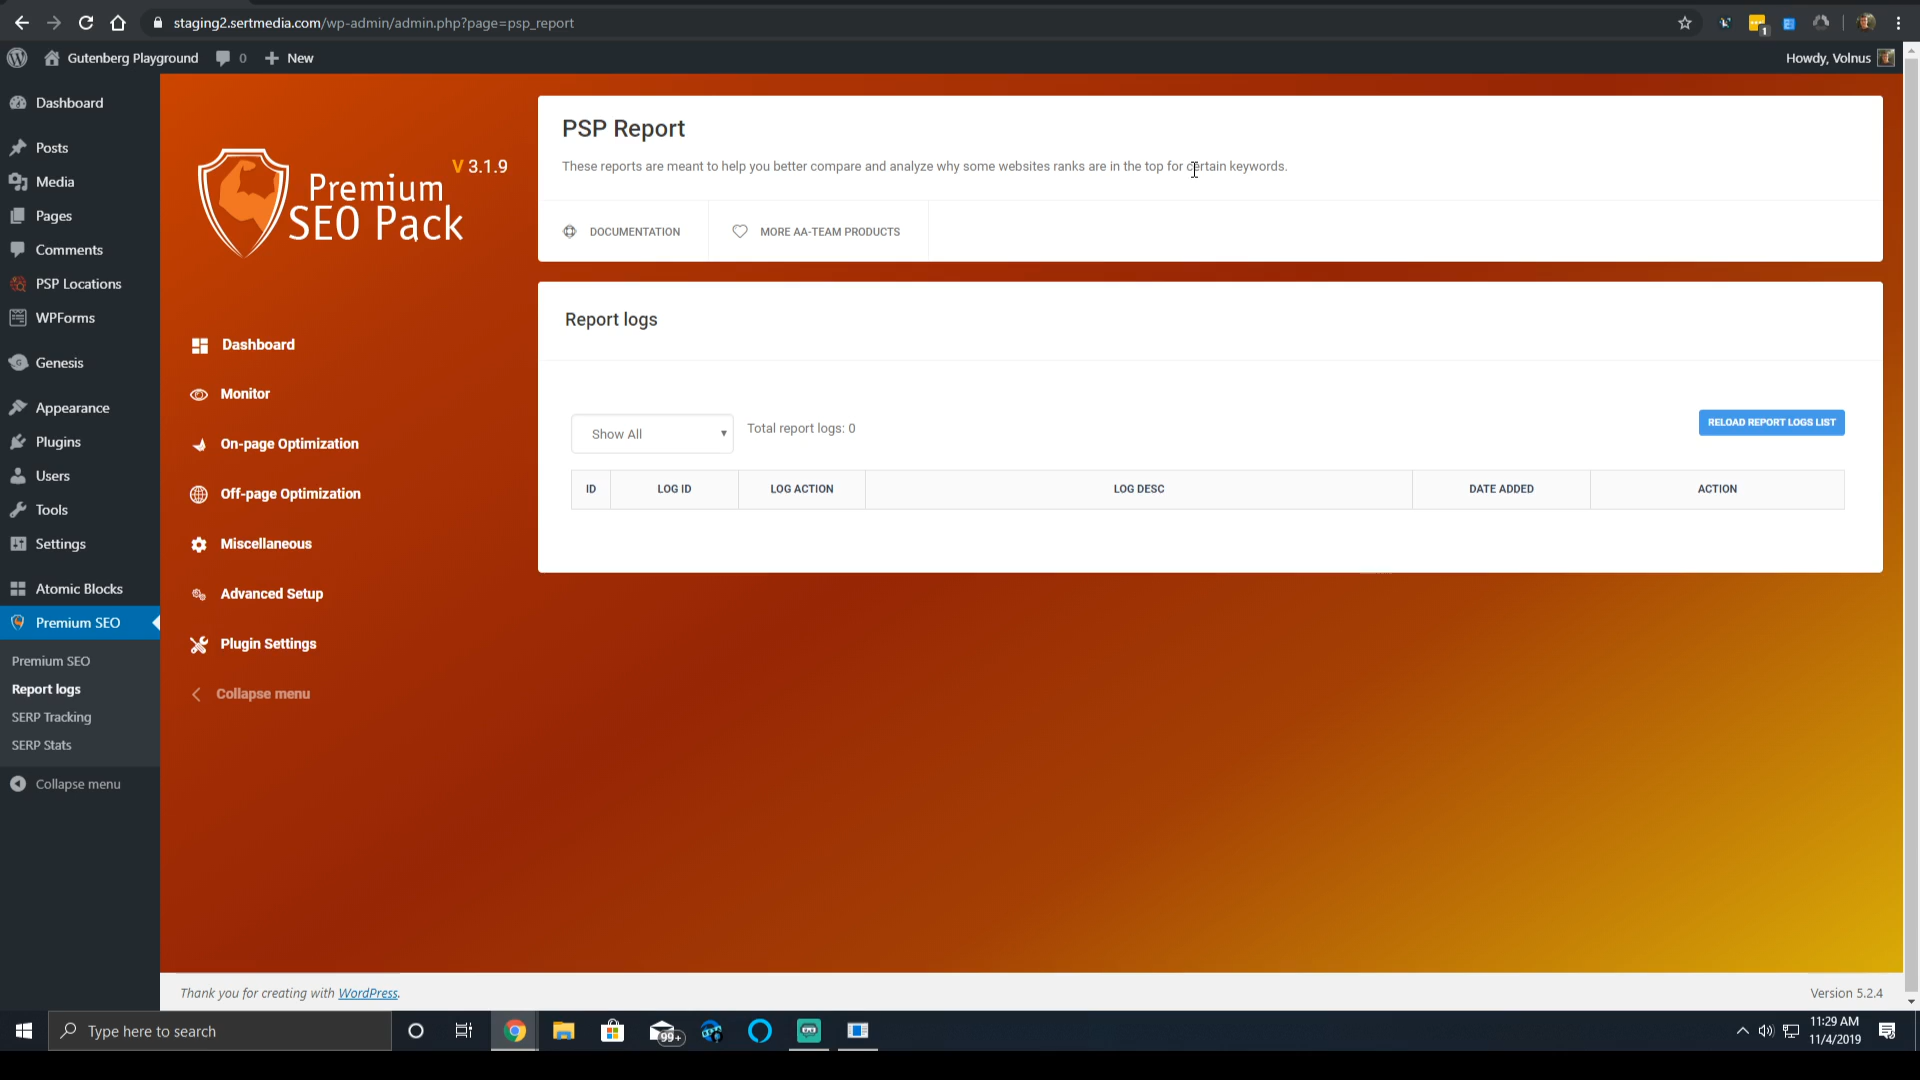 staging2.sertmedia.com/wp-admin/admin.php?page=psp_report
1
Gutenberg Playground
0
New
Howdy, Volnus
Dashboard
Posts
Media
Pages
Comments
PSP Locations
WPForms
Genesis
Appearance
Plugins
Users
Tools
Settings
Atomic Blocks
Premium SEO
Premium SEO
Report logs
SERP Tracking
SERP Stats
Collapse menu
V 3.1.9
Premium
SEO Pack
Dashboard
Monitor
On-page Optimization
Off-page Optimization
Miscellaneous
Advanced Setup
Plugin Settings
Collapse menu
PSP Report
These reports are meant to help you better compare and analyze why some websites ranks are in the top for certain keywords.
DOCUMENTATION
MORE AA-TEAM PRODUCTS
Report logs
Show All
Total report logs: 0
RELOAD REPORT LOGS LIST
ID LOG ID LOG ACTION LOG DESC DATE ADDED ACTION
Thank you for creating with WordPress.
Version 5.2.4
Type here to search
99+
11:29 AM
11/4/2019